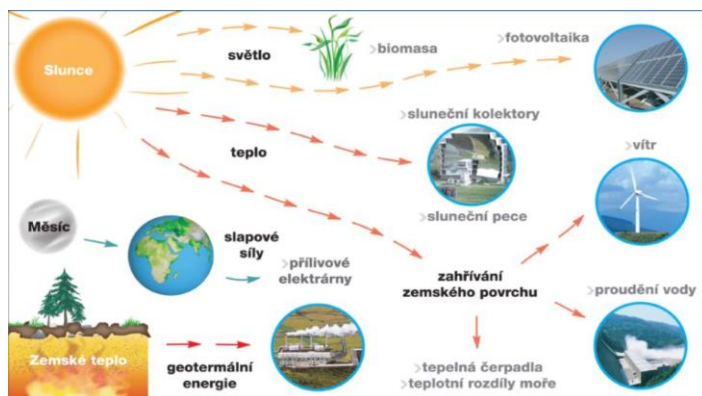 Slunce
světlo
>biomasa
>fotovoltaika
>sluneční kolektory
teplo
>vítr
>sluneční pece
Měsíc
slapové
síly
>přílivové
elektrárny
zahřívání
zemského povrchu
>proudění vody
Zemské teplo
geotermální
energie
>tepelná čerpadla
>teplotní rozdíly moře